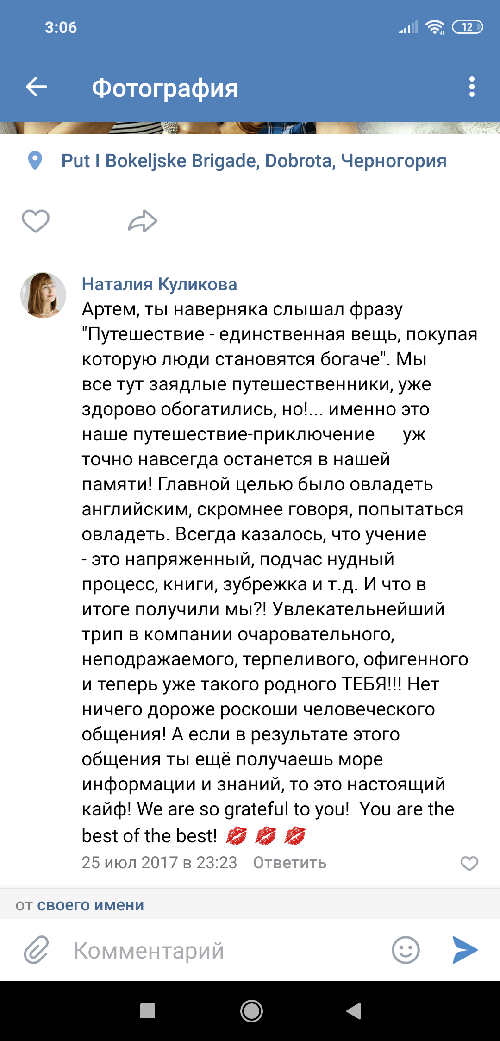 3:06
12
Фотография
Put I Bokeljske Brigade, Dobrota, Черногория
Наталия Куликова
Артем, ты наверняка слышал фразу
"Путешествие - единственная вещь, покупая
которую люди становятся богаче". Мы
все тут заядлые путешественники, уже
здорово обогатились, но!... именно это
наше путешествие-приключение уж
точно навсегда останется в нашей
памяти! Главной целью было овладеть
английским, скромнее говоря, попытаться
овладеть. Всегда казалось, что учение
- это напряженный, подчас нудный
процесс, книги, зубрежка и т.д. И что в
итоге получили мы?! Увлекательнейший
трип в компании очаровательного,
неподражаемого, терпеливого, офигенного
и теперь уже такого родного ТЕБЯ!!! Нет
ничего дороже роскоши человеческого
общения! А если в результате этого
общения ты ещё получаешь море
информации и знаний, то это настоящий
кайф! We are so grateful to you! You are the
best of the best! 💋 💋 💋
25 июл 2017 в 23:23 Ответить
от своего имени
Комментарий